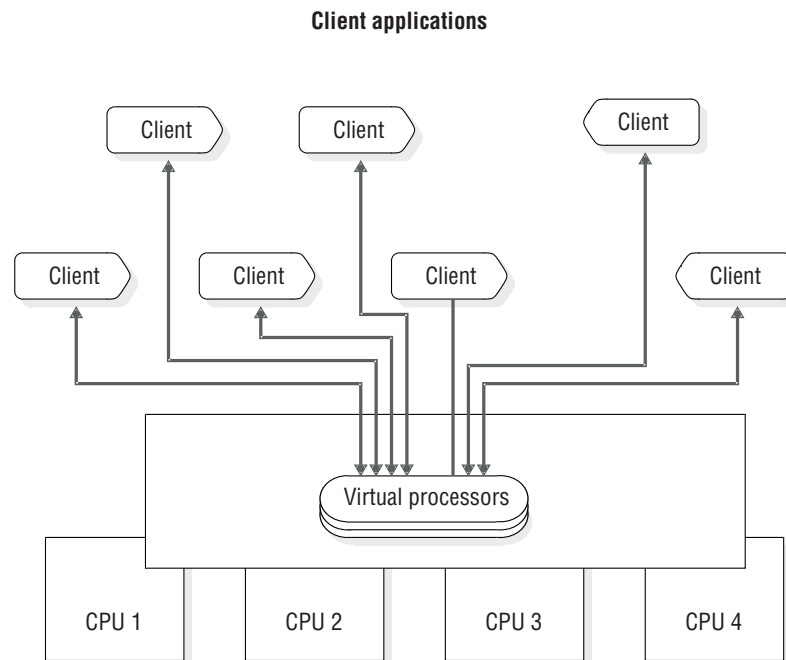 Client applications
Client
Client
Client
Client
Client
Client
Client
Virtual processors
CPU 1
CPU 2
CPU 3
CPU 4